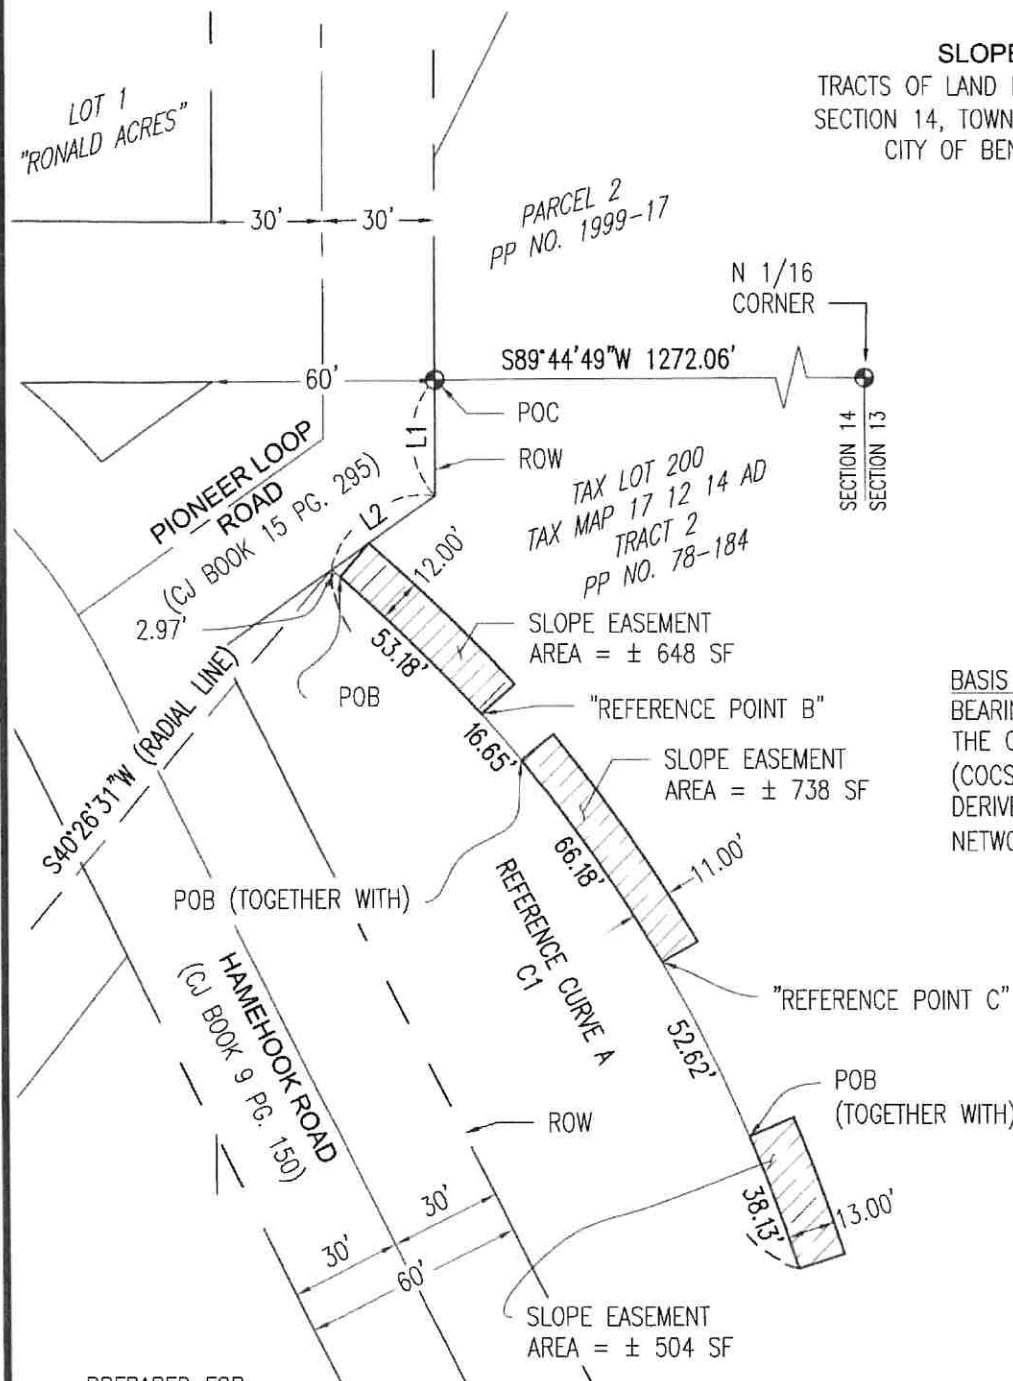 SLOPE
TRACTS OF LAND
SECTION 14, TOWN
CITY OF BEN
LOT 1
"RONALD ACRES"
30'
30'
PARCEL 2
PP NO. 1999-17
N 1/16
CORNER
S89°44'49"W 1272.06'
60'
POC
L1
ROW
SECTION 14
SECTION 13
PIONEER LOOP
ROAD
(CJ BOOK 15 PG. 295)
L2
TAX LOT 200
TAX MAP 17 12 14 AD
TRACT 2
PP NO. 78-184
12.00'
2.97'
53.18'
SLOPE EASEMENT
AREA = ± 648 SF
POB
"REFERENCE POINT B"
S40°26'31"W (RADIAL LINE)
16.65'
SLOPE EASEMENT
AREA = ± 738 SF
BASIS
BEARIN
THE C
(COCS
DERIVE
NETWO
66.18'
11.00'
POB (TOGETHER WITH)
REFERENCE CURVE A
C1
"REFERENCE POINT C"
HAMEHOOK ROAD
(CJ BOOK 9 PG. 150)
52.62'
POB
(TOGETHER WITH)
ROW
38.13'
13.00'
30'
30'
60'
SLOPE EASEMENT
AREA = ± 504 SF
PREPARED FOR